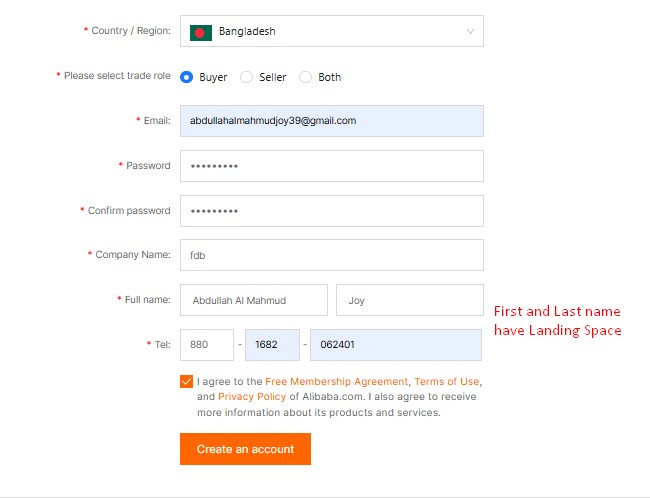 * Country / Region: Bangladesh
* Please select trade role Buyer Seller Both
* Email: abdullahalmahmudjoy39@gmail.com
* Password •••••••••
* Confirm password •••••••••
* Company Name: fdb
* Full name: Abdullah Al Mahmud Joy
First and Last name
have Landing Space
* Tel: 880 - 1682 - 062401
I agree to the Free Membership Agreement, Terms of Use,
and Privacy Policy of Alibaba.com. I also agree to receive
more information about its products and services.
Create an account